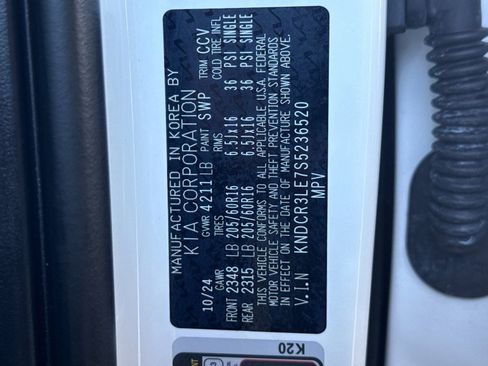 MANUFACTURED IN KOREA BY
KIA CORPORATION
10/24 GVWR 4211 LB PAINT SWP TRIM CCV
GAWR TIRES RIMS COLD TIRE INFL
FRONT 2348 LB 205/60R16 6.5Jx16 36 PSI SINGLE
REAR 2315 LB 205/60R16 6.5Jx16 36 PSI SINGLE
THIS VEHICLE CONFORMS TO ALL APPLICABLE U.S.A. FEDERAL
MOTOR VEHICLE SAFETY AND THEFT PREVENTION STANDARDS
IN EFFECT ON THE DATE OF MANUFACTURE SHOWN ABOVE.
V.I.N KNDCR3LE7S5236520
MPV
K20